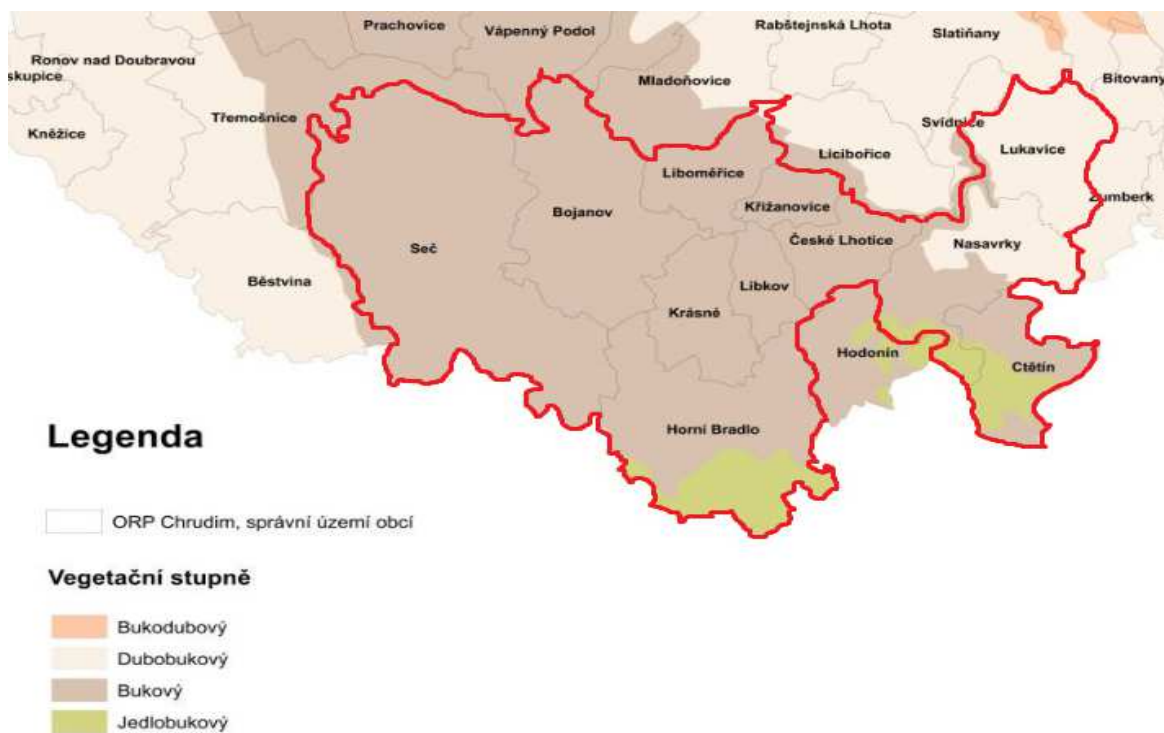 Prachovice
Vápenný Podol
Rabštejnská Lhota
Slatiňany
Ronov nad Doubravou
skupice
Mladoňovice
Bítovany
Třemošnice
Kněžice
Svídnice
Lukavice
Licibořice
Liboměřice
Žumberk
Bojanov
Křižanovice
Seč
České Lhotice
Nasavrky
Běstvina
Libkov
Krásné
Hodonín
Ctětín
Horní Bradlo
Legenda
ORP Chrudim, správní území obcí
Vegetační stupně
Bukodubový
Dubobukový
Bukový
Jedlobukový